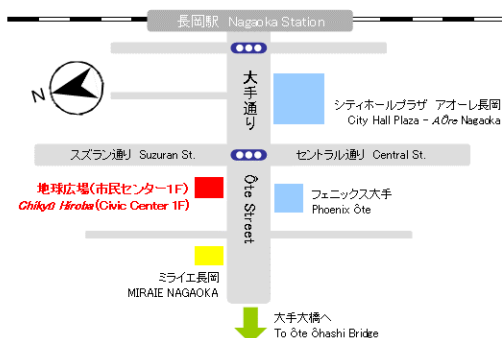 長岡駅 Nagaoka Station
N
大手通り
シティホールプラザ アオーレ長岡
City Hall Plaza - AÔre Nagaoka
スズラン通り Suzuran St.
セントラル通り Central St.
地球広場(市民センター1F)
Chikyû Hiroba (Civic Center 1F)
Ôte Street
フェニックス大手
Phoenix Ôte
ミライエ長岡
MIRAIE NAGAOKA
大手大橋へ
To Ôte Ôhashi Bridge